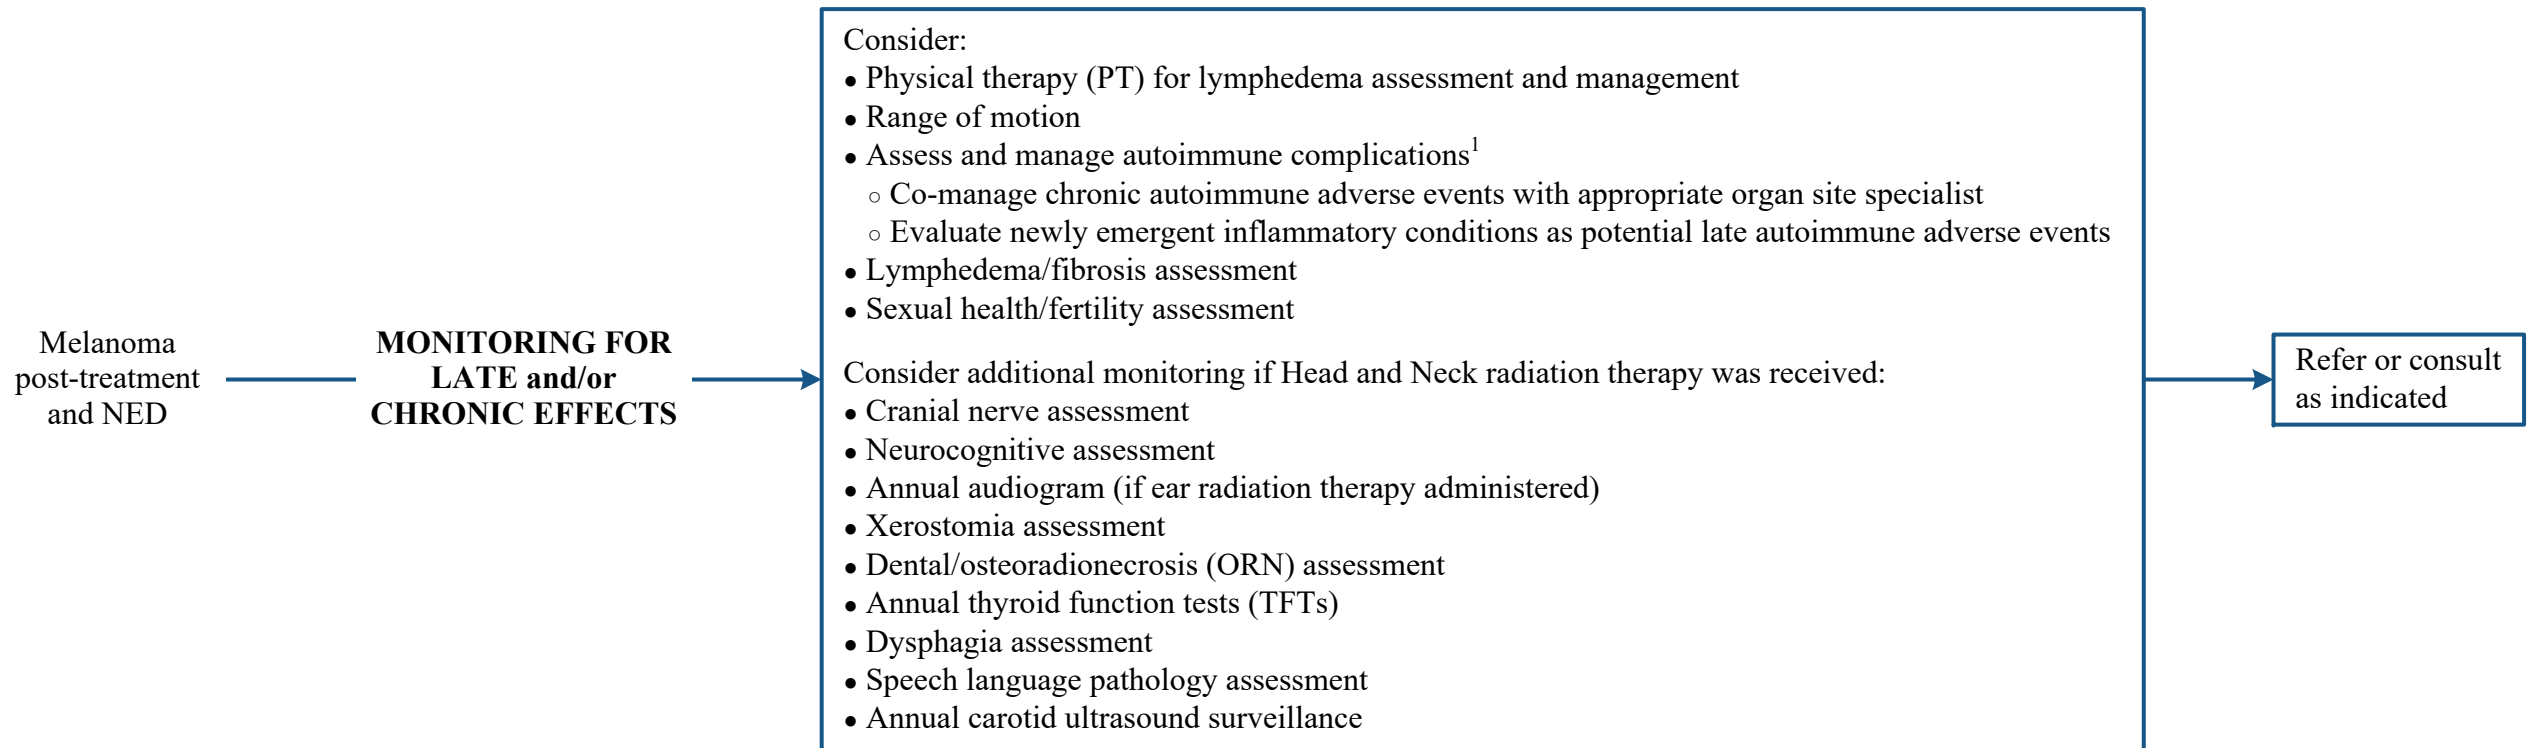 Melanoma
post-treatment
and NED
MONITORING FOR
LATE and/or
CHRONIC EFFECTS
Consider:
● Physical therapy (PT) for lymphedema assessment and management
● Range of motion
● Assess and manage autoimmune complications¹
○ Co-manage chronic autoimmune adverse events with appropriate organ site specialist
○ Evaluate newly emergent inflammatory conditions as potential late autoimmune adverse events
● Lymphedema/fibrosis assessment
● Sexual health/fertility assessment
Consider additional monitoring if Head and Neck radiation therapy was received:
● Cranial nerve assessment
● Neurocognitive assessment
● Annual audiogram (if ear radiation therapy administered)
● Xerostomia assessment
● Dental/osteoradionecrosis (ORN) assessment
● Annual thyroid function tests (TFTs)
● Dysphagia assessment
● Speech language pathology assessment
● Annual carotid ultrasound surveillance
Refer or consult
as indicated